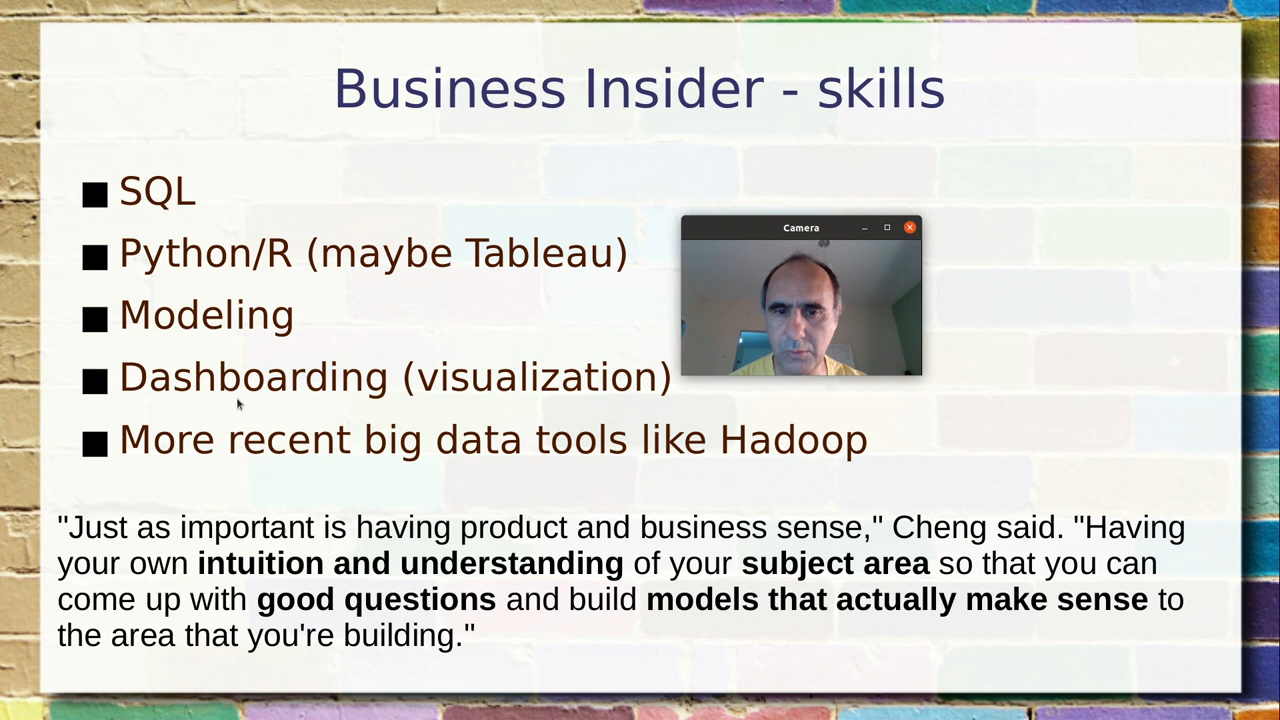 Business Insider - skills
SQL
Python/R (maybe Tableau)
Camera
Modeling
Dashboarding (visualization)
More recent big data tools like Hadoop
"Just as important is having product and business sense," Cheng said. "Having
your own intuition and understanding of your subject area so that you can
come up with good questions and build models that actually make sense to
the area that you're building."